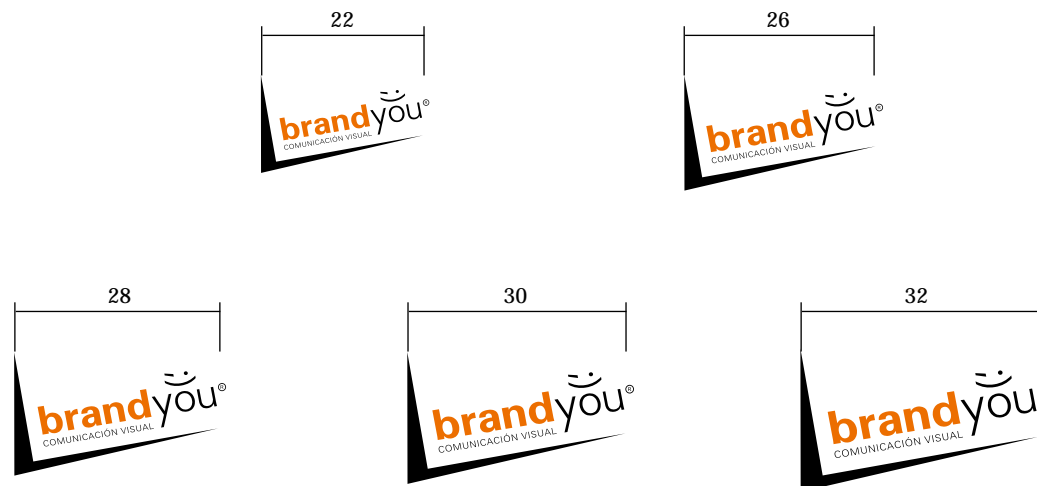 22
26
brandyou®
COMUNICACIÓN VISUAL
brandyou®
COMUNICACIÓN VISUAL
28
30
32
brandyou®
COMUNICACIÓN VISUAL
brandyou®
COMUNICACIÓN VISUAL
brandyou
COMUNICACIÓN VISUAL